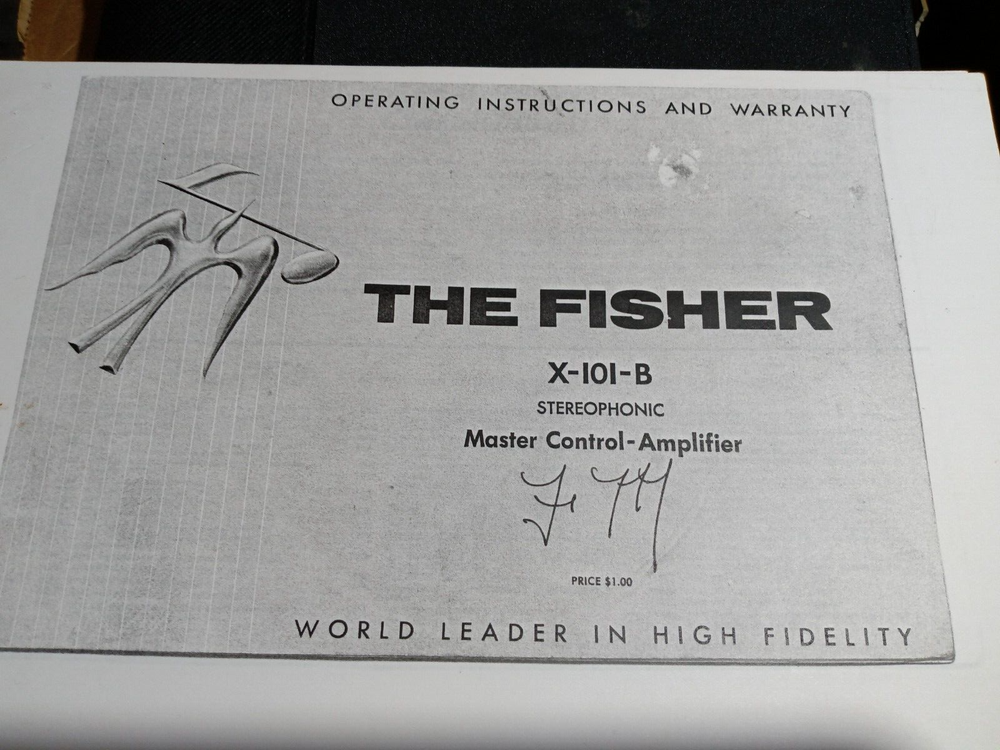 OPERATING INSTRUCTIONS AND WARRANTY
THE FISHER
X-101-B
STEREOPHONIC
Master Control-Amplifier
PRICE $1.00
WORLD LEADER IN HIGH FIDELITY